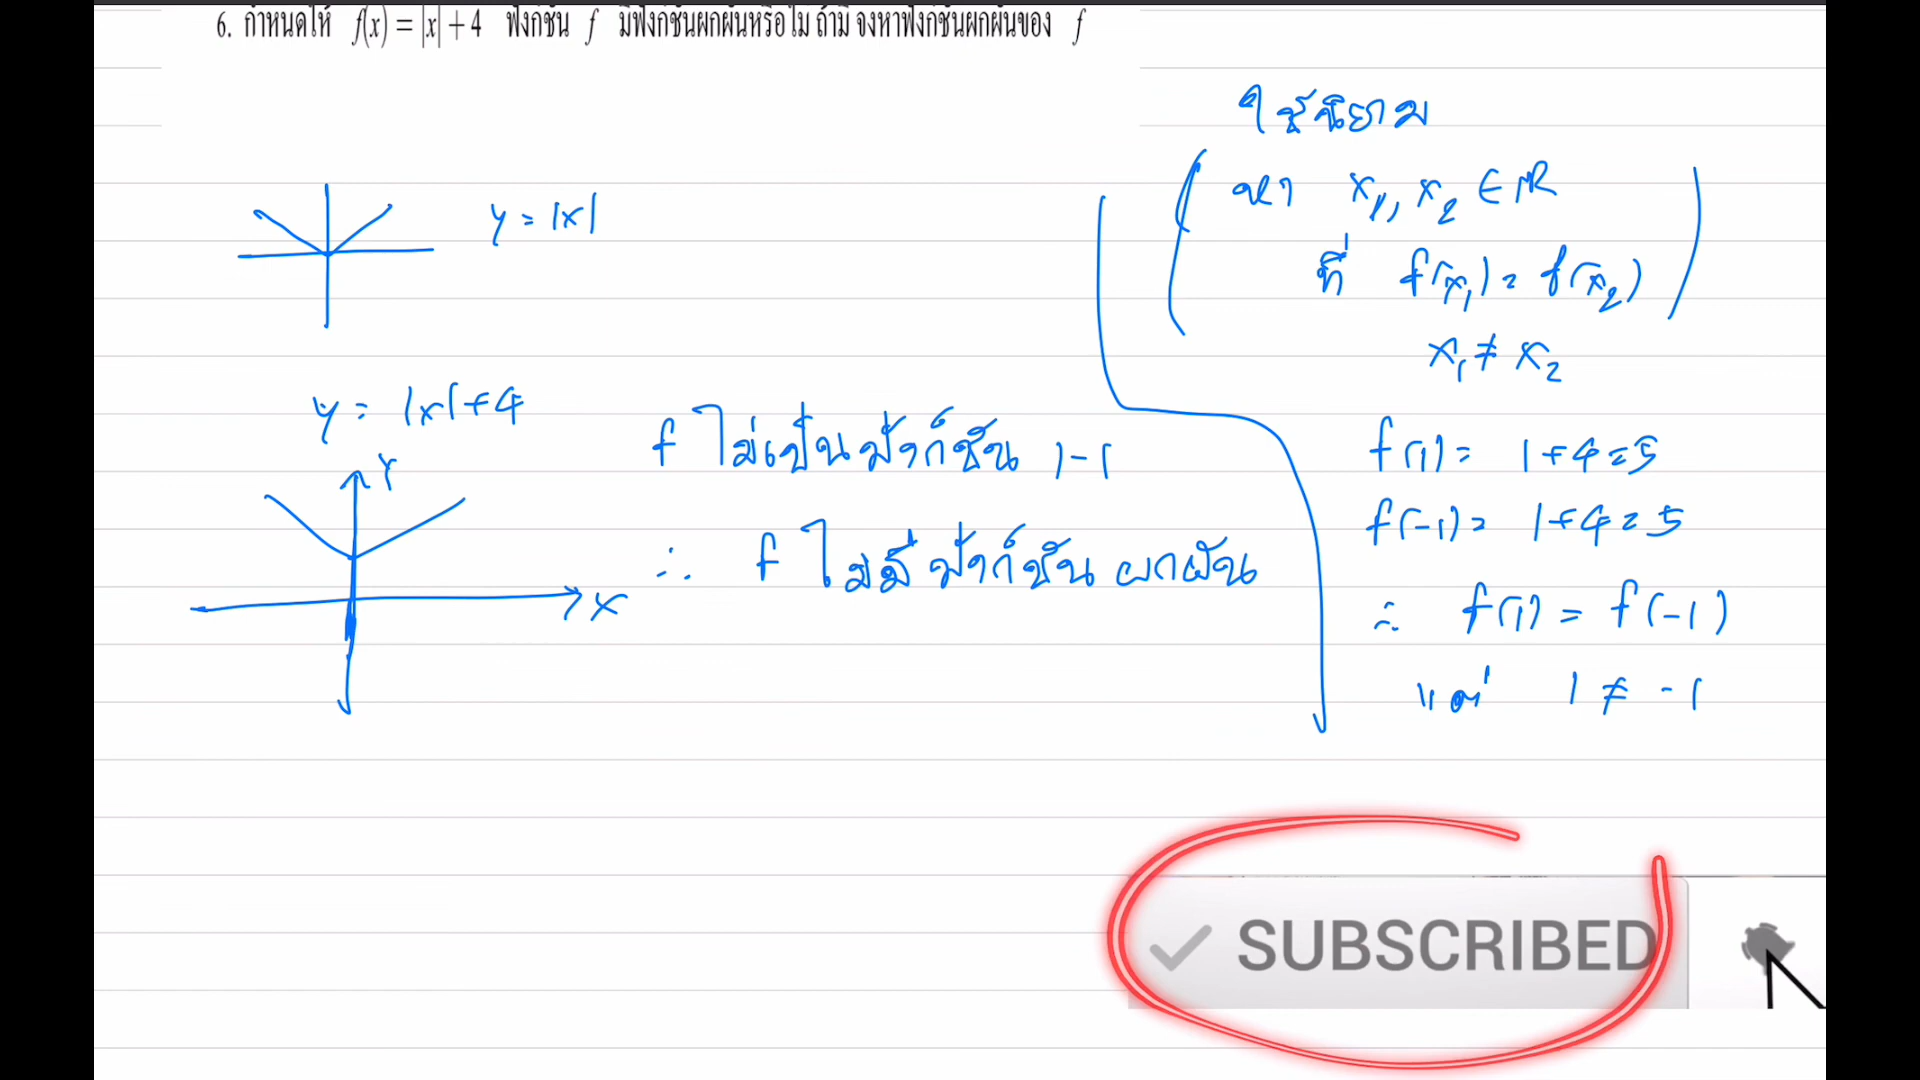 6. กำหนดให้ f(x) = |x| + 4 ฟังก์ชัน f มีฟังก์ชันผกผันหรือไม่ ถ้ามี จงหาฟังก์ชันผกผันของ f
y = |x|
y = |x|+4
Y
X
f ไม่เป็นฟังก์ชัน 1-1
∴ f ไม่มีฟังก์ชันผกผัน
ใช้นิยาม
หา x₁, x₂ ∈ ℝ
ที่ f(x₁) = f(x₂)
x₁ ≠ x₂
f(1) = 1+4=5
f(-1) = 1+4=5
∴ f(1) = f(-1)
แต่ 1 ≠ -1
SUBSCRIBED